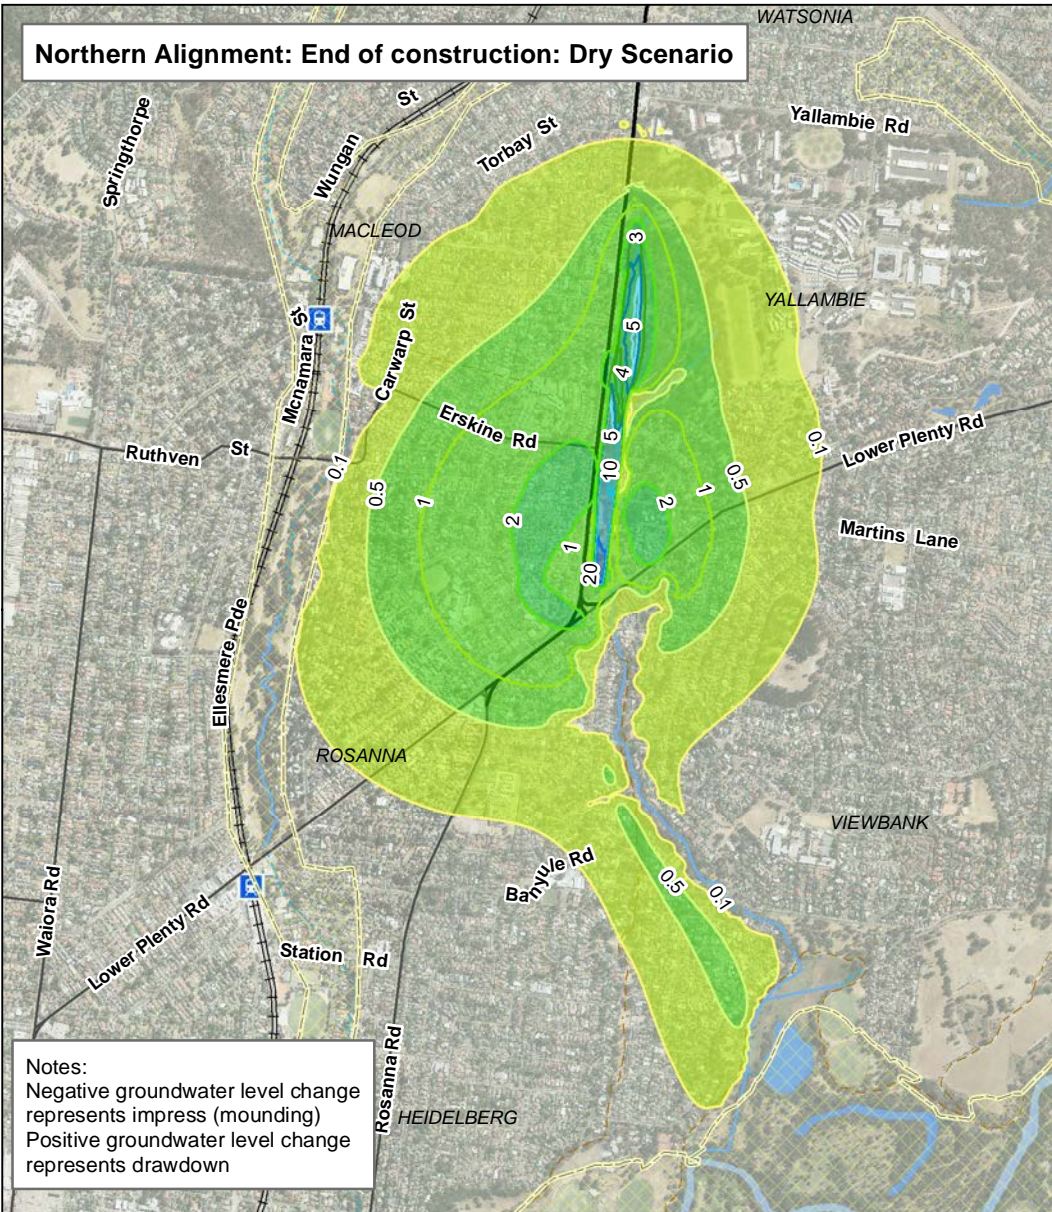 WATSONIA
Northern Alignment: End of construction: Dry Scenario
St
Yallambie Rd
Springthorpe
Wungan
Torbay St
MACLEOD
3
YALLAMBIE
Mcnamara St
Carwarp St
5
4
Erskine Rd
Lower Plenty Rd
0.1
Ruthven St
5
0.1
10
0.5
0.5
1
1
2
2
Martins Lane
1
20
Ellesmere Pde
ROSANNA
VIEWBANK
Banyule Rd
0.5
0.1
Waiora Rd
Lower Plenty Rd
Station Rd
Rosanna Rd
HEIDELBERG
Notes:
Negative groundwater level change
represents impress (mounding)
Positive groundwater level change
represents drawdown